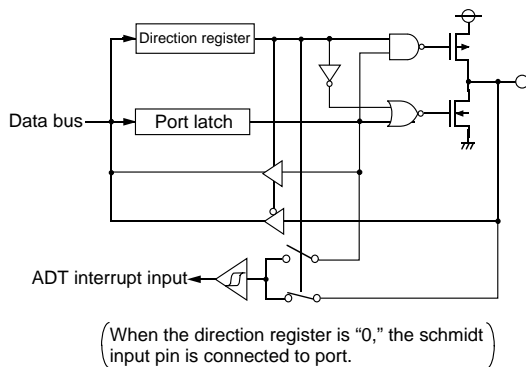 Direction register
Data bus
Port latch
ADT interrupt input
When the direction register is “0,” the schmidt
input pin is connected to port.